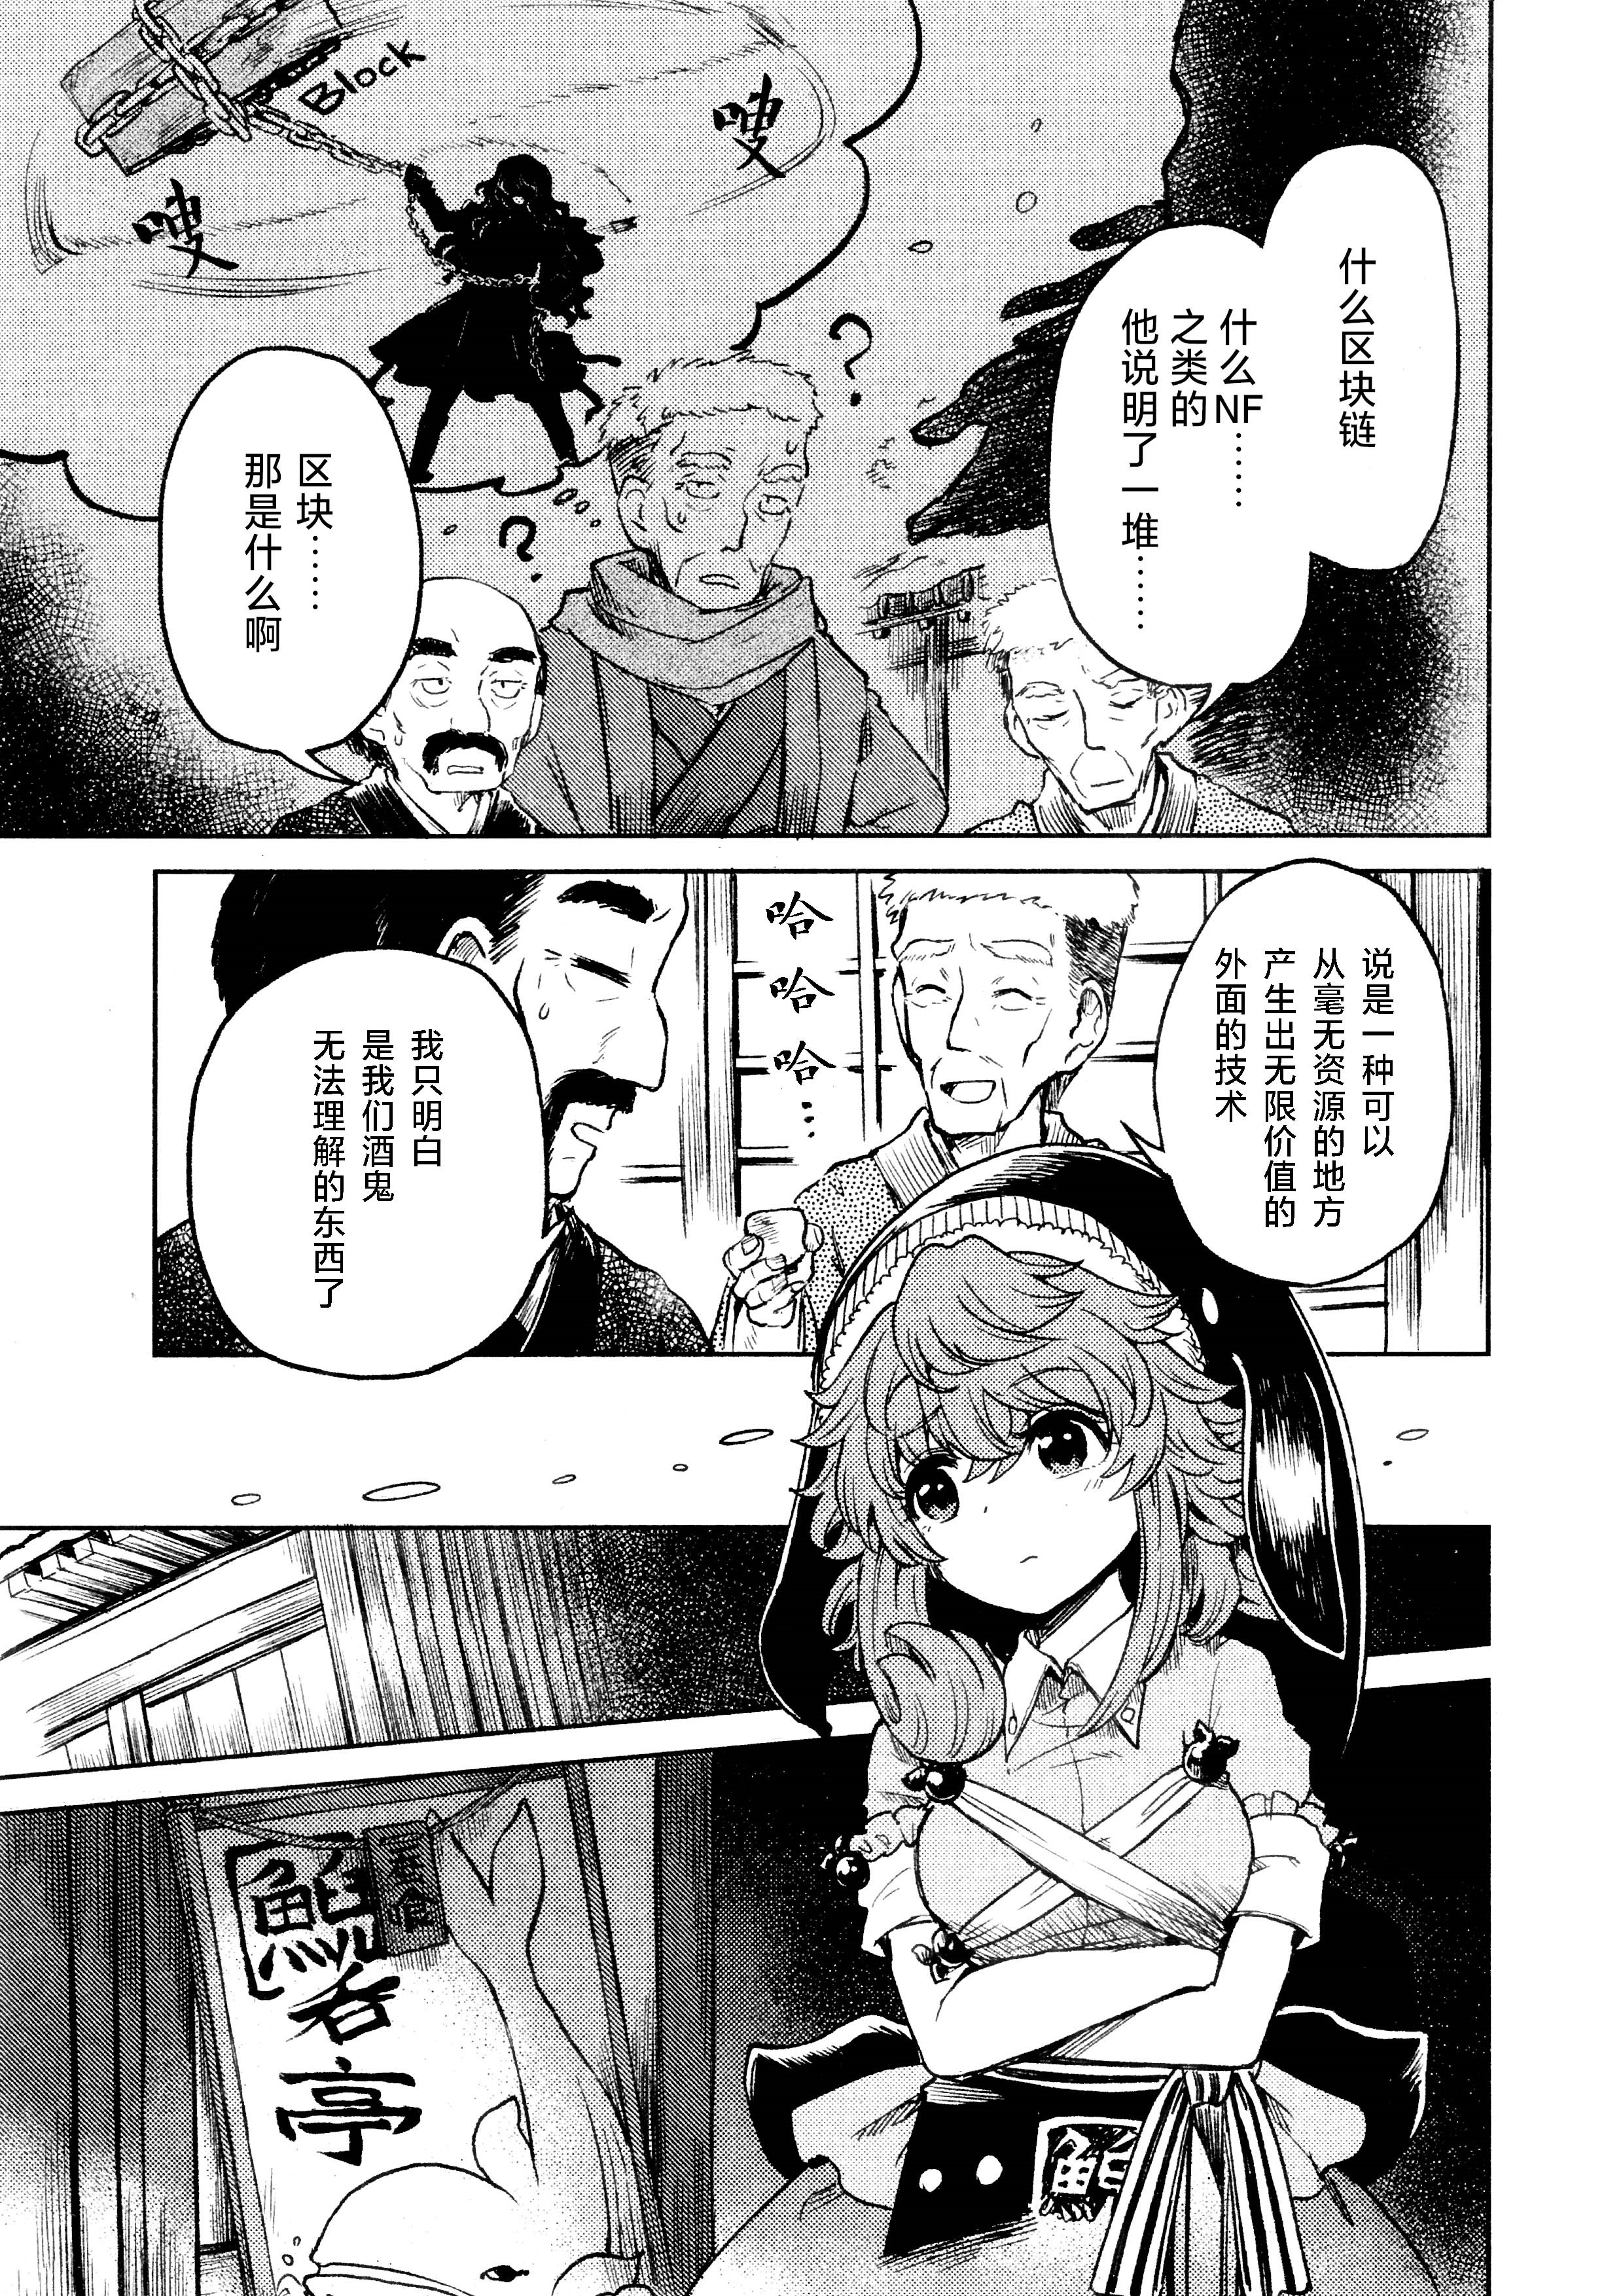 什么区块链
什么NF……
之类的
他说明了一堆……
Block
嗖
嗖
区块……
那是什么啊
说是一种可以
从毫无资源的地方
产生出无限价值的
外面的技术
哈
哈
哈…
我只明白
是我们酒鬼
无法理解的东西了
鯢呑亭